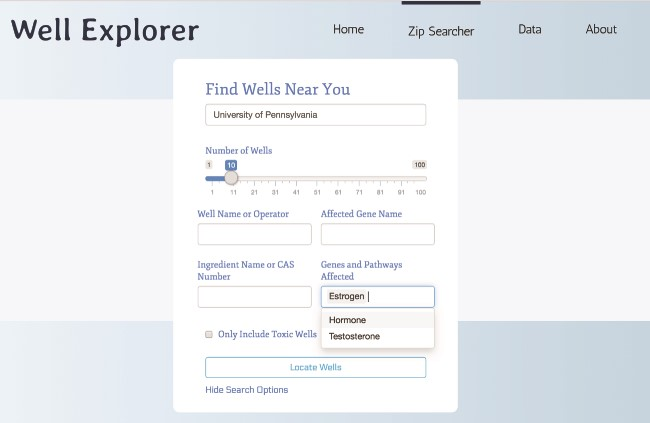 Well Explorer
Home Zip Searcher Data About
Find Wells Near You
University of Pennsylvania
Number of Wells
1 10 100
1 11 21 31 41 51 61 71 81 91 100
Well Name or Operator Affected Gene Name
Ingredient Name or CAS Genes and Pathways
Number Affected
Estrogen
Hormone
Only Include Toxic Wells Testosterone
Locate Wells
Hide Search Options